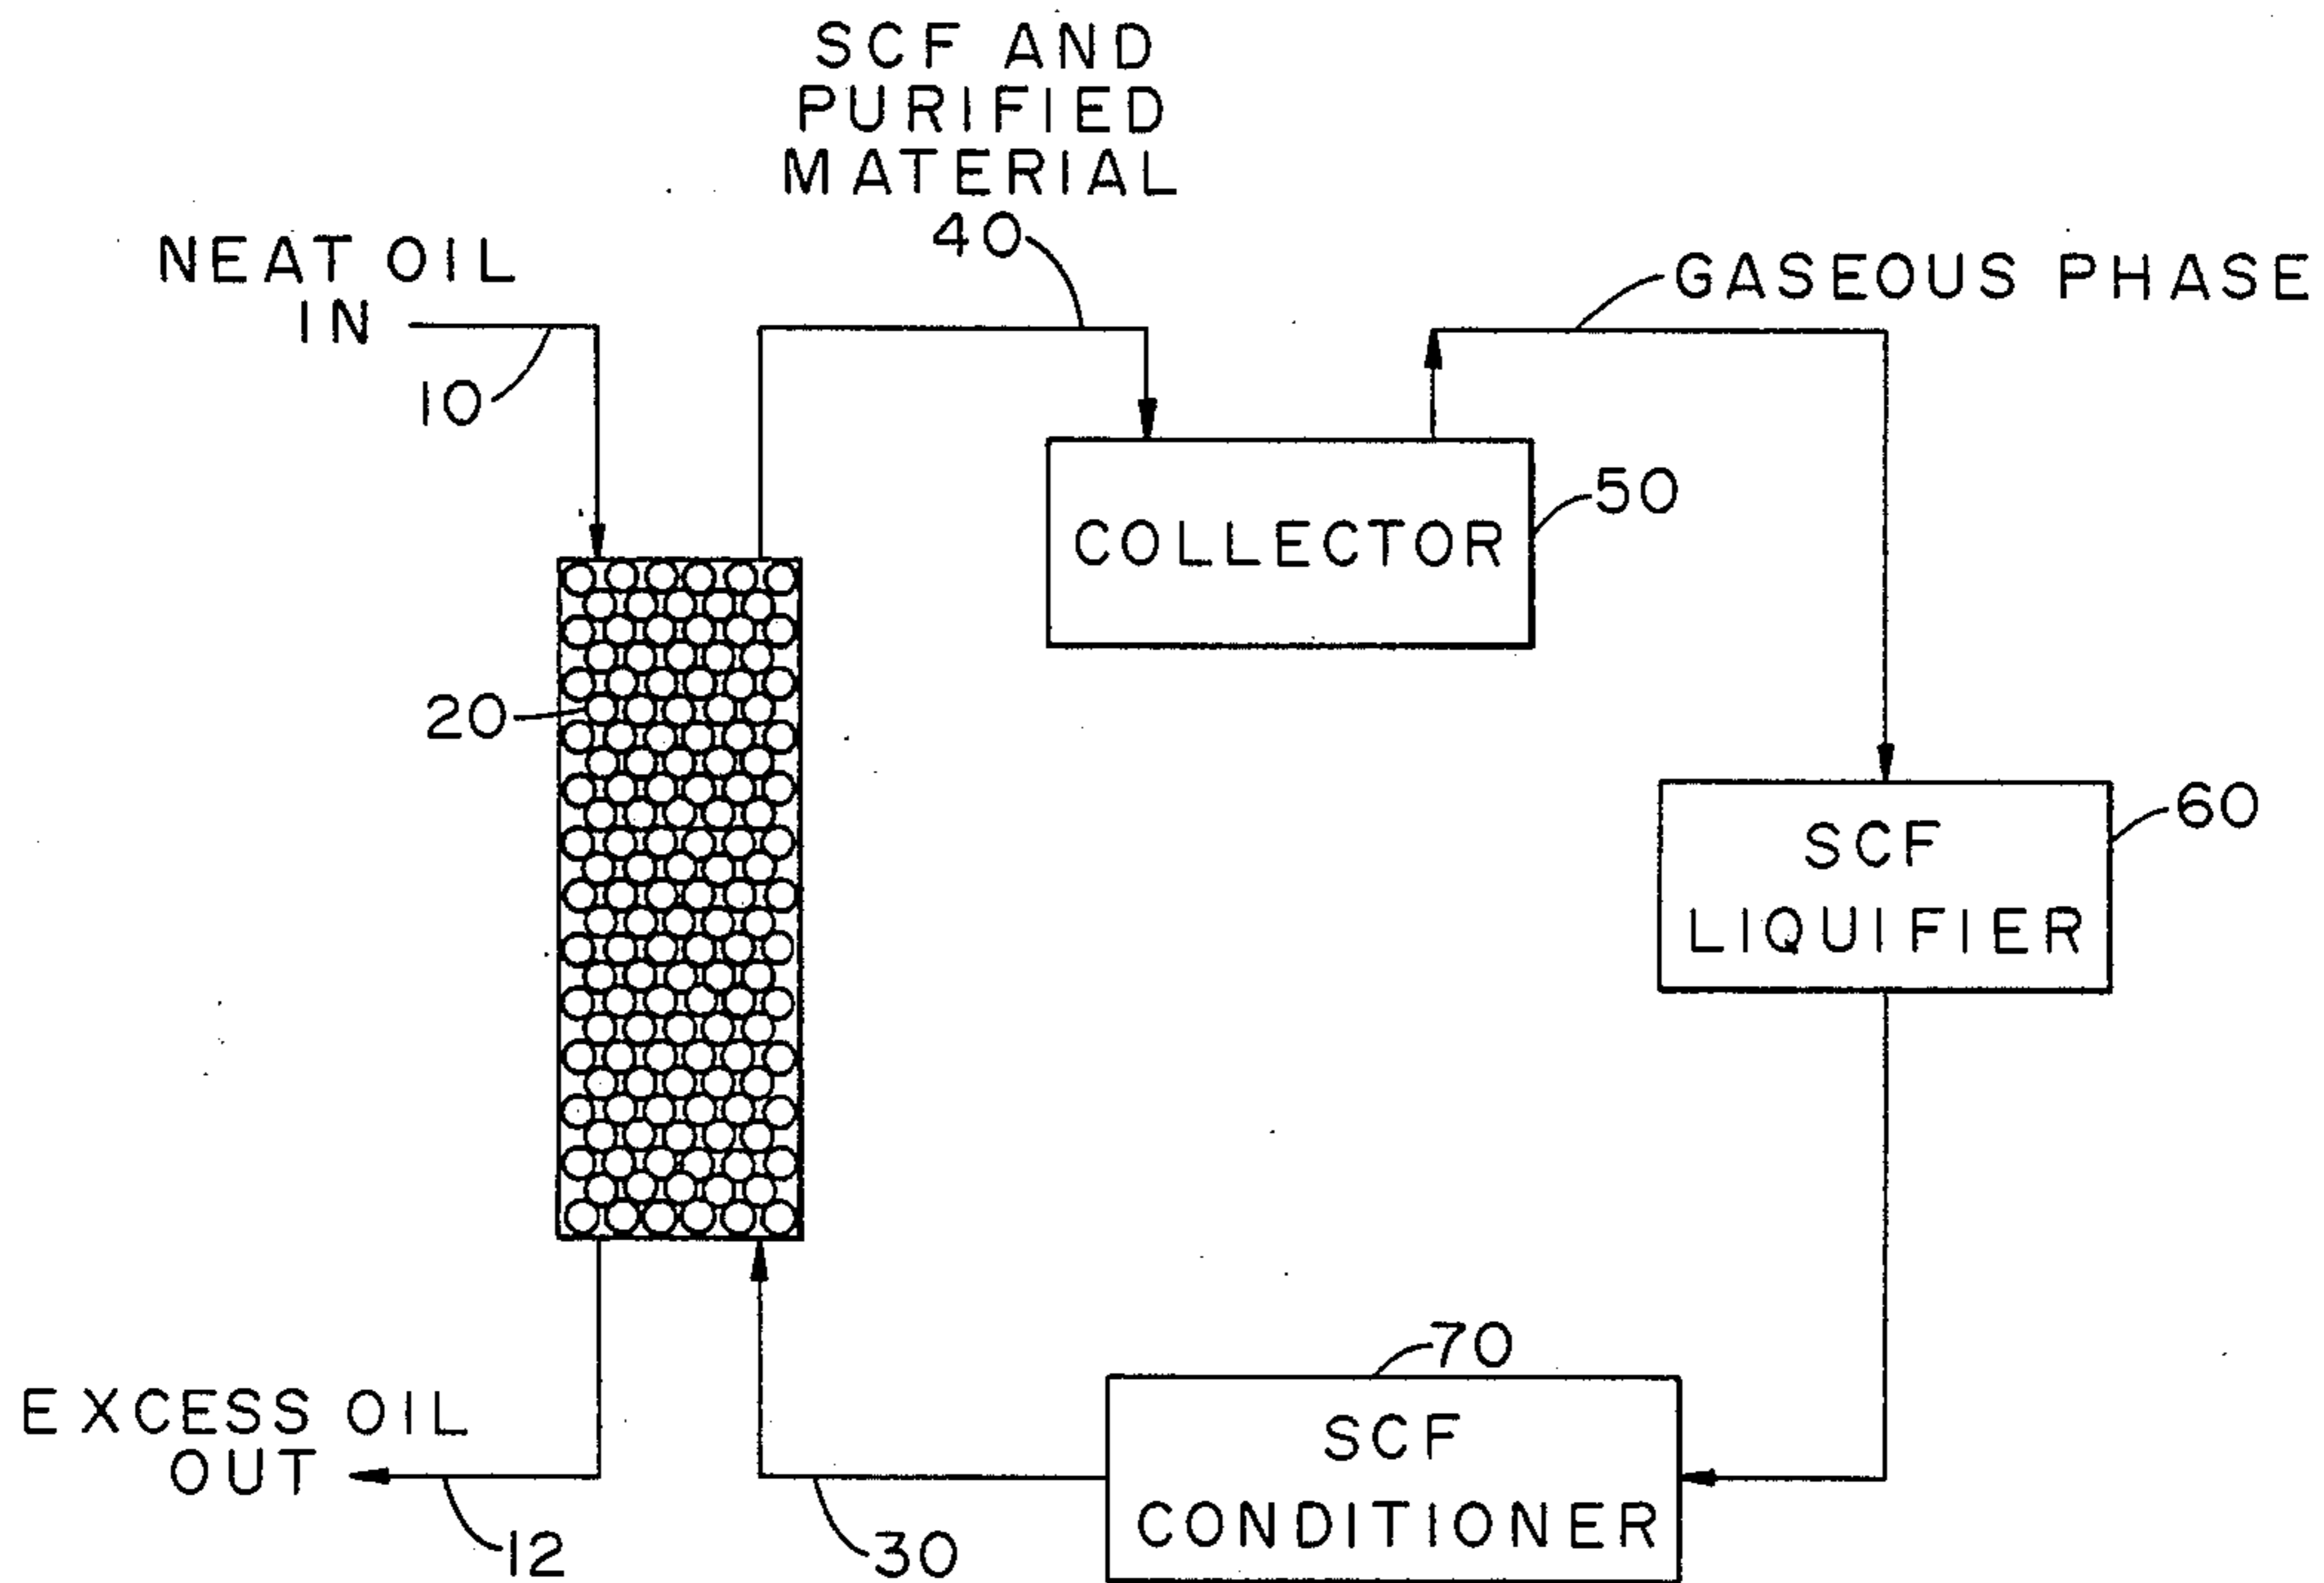 SCF AND
PURIFIED
MATERIAL
40
NEAT OIL
IN
10
GASEOUS PHASE
COLLECTOR
50
20
SCF
LIQUIFIER
60
70
SCF
CONDITIONER
EXCESS OIL
OUT
12
30